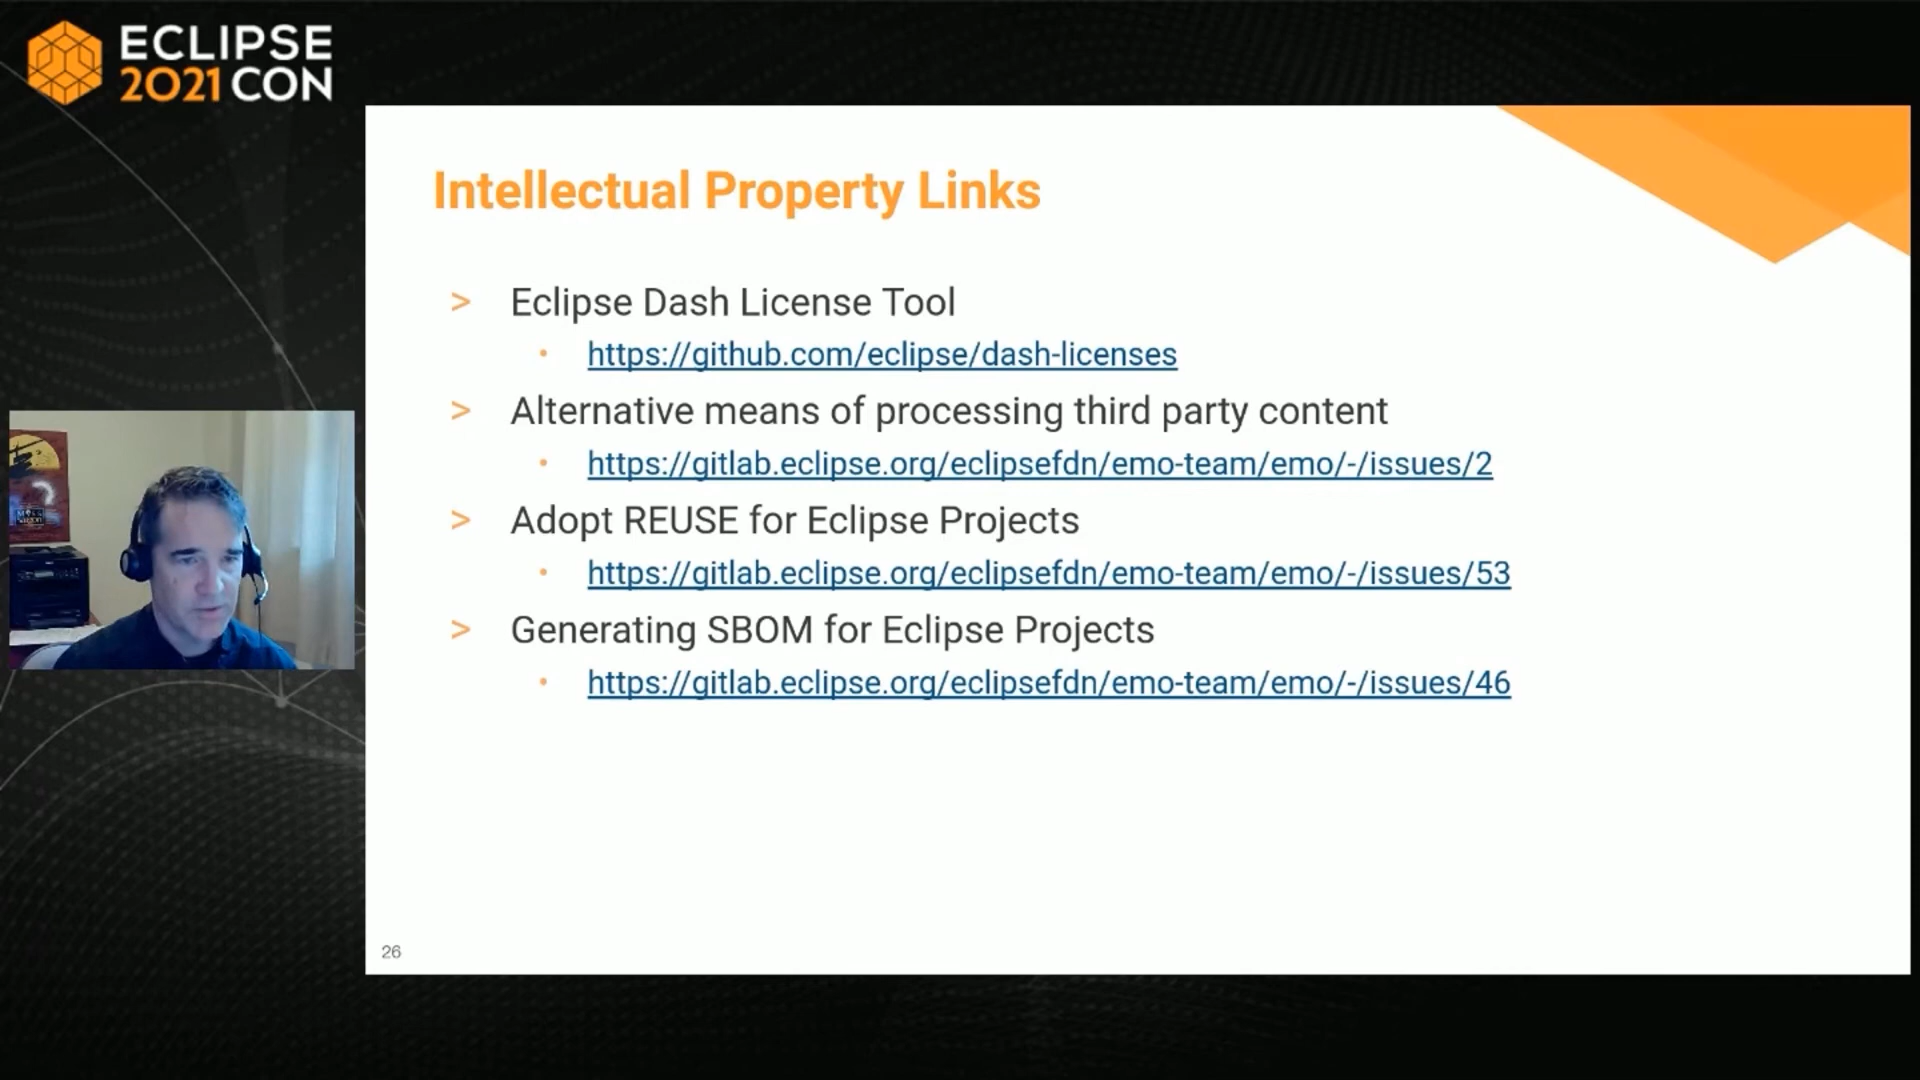 ECLIPSE
2021 CON
Intellectual Property Links
> Eclipse Dash License Tool
• https://github.com/eclipse/dash-licenses
> Alternative means of processing third party content
• https://gitlab.eclipse.org/eclipsefdn/emo-team/emo/-/issues/2
> Adopt REUSE for Eclipse Projects
• https://gitlab.eclipse.org/eclipsefdn/emo-team/emo/-/issues/53
> Generating SBOM for Eclipse Projects
• https://gitlab.eclipse.org/eclipsefdn/emo-team/emo/-/issues/46
26